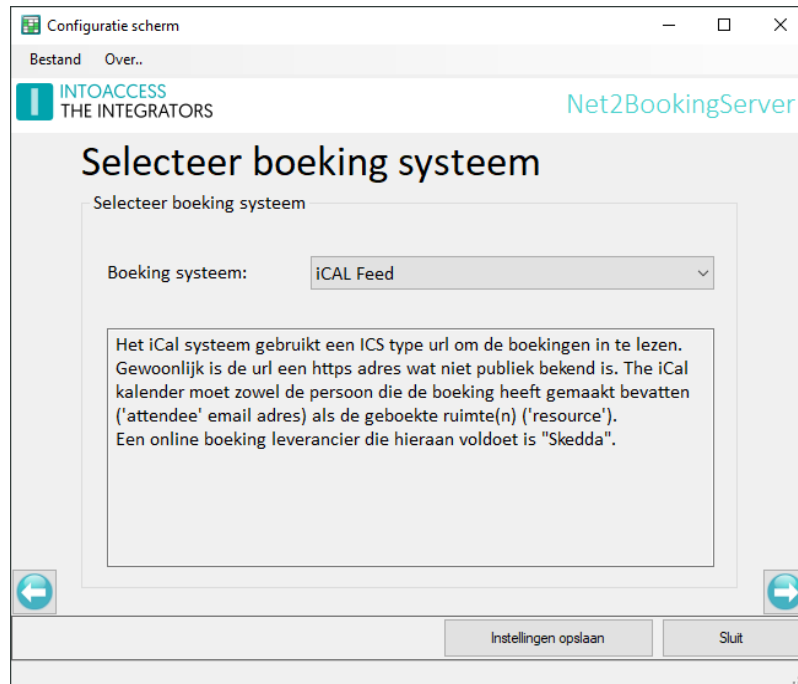 Configuratie scherm
Bestand Over..
INTOACCESS
THE INTEGRATORS
Net2BookingServer
Selecteer boeking systeem
Selecteer boeking systeem
Boeking systeem: iCAL Feed
Het iCal systeem gebruikt een ICS type url om de boekingen in te lezen.
Gewoonlijk is de url een https adres wat niet publiek bekend is. The iCal
kalender moet zowel de persoon die de boeking heeft gemaakt bevatten
('attendee' email adres) als de geboekte ruimte(n) ('resource').
Een online boeking leverancier die hieraan voldoet is "Skedda".
Instellingen opslaan Sluit